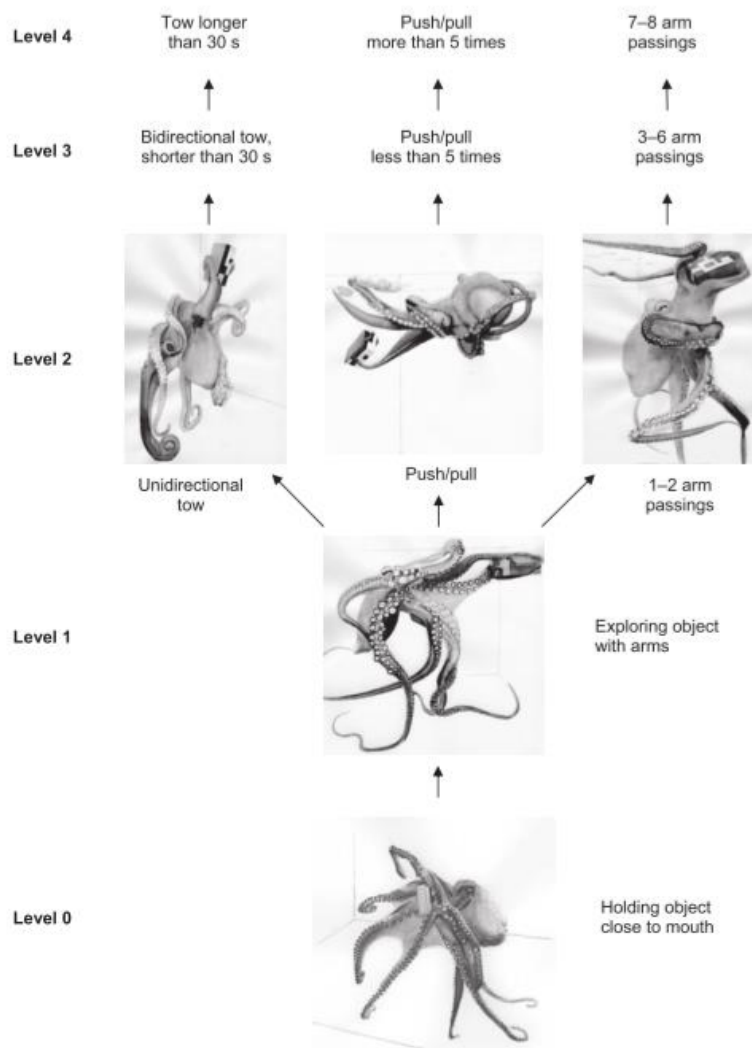 Level 4
Tow longer
than 30 s
Push/pull
more than 5 times
7–8 arm
passings
Level 3
Bidirectional tow,
shorter than 30 s
Push/pull
less than 5 times
3–6 arm
passings
Level 2
Unidirectional
tow
Push/pull
1–2 arm
passings
Level 1
Exploring object
with arms
Level 0
Holding object
close to mouth